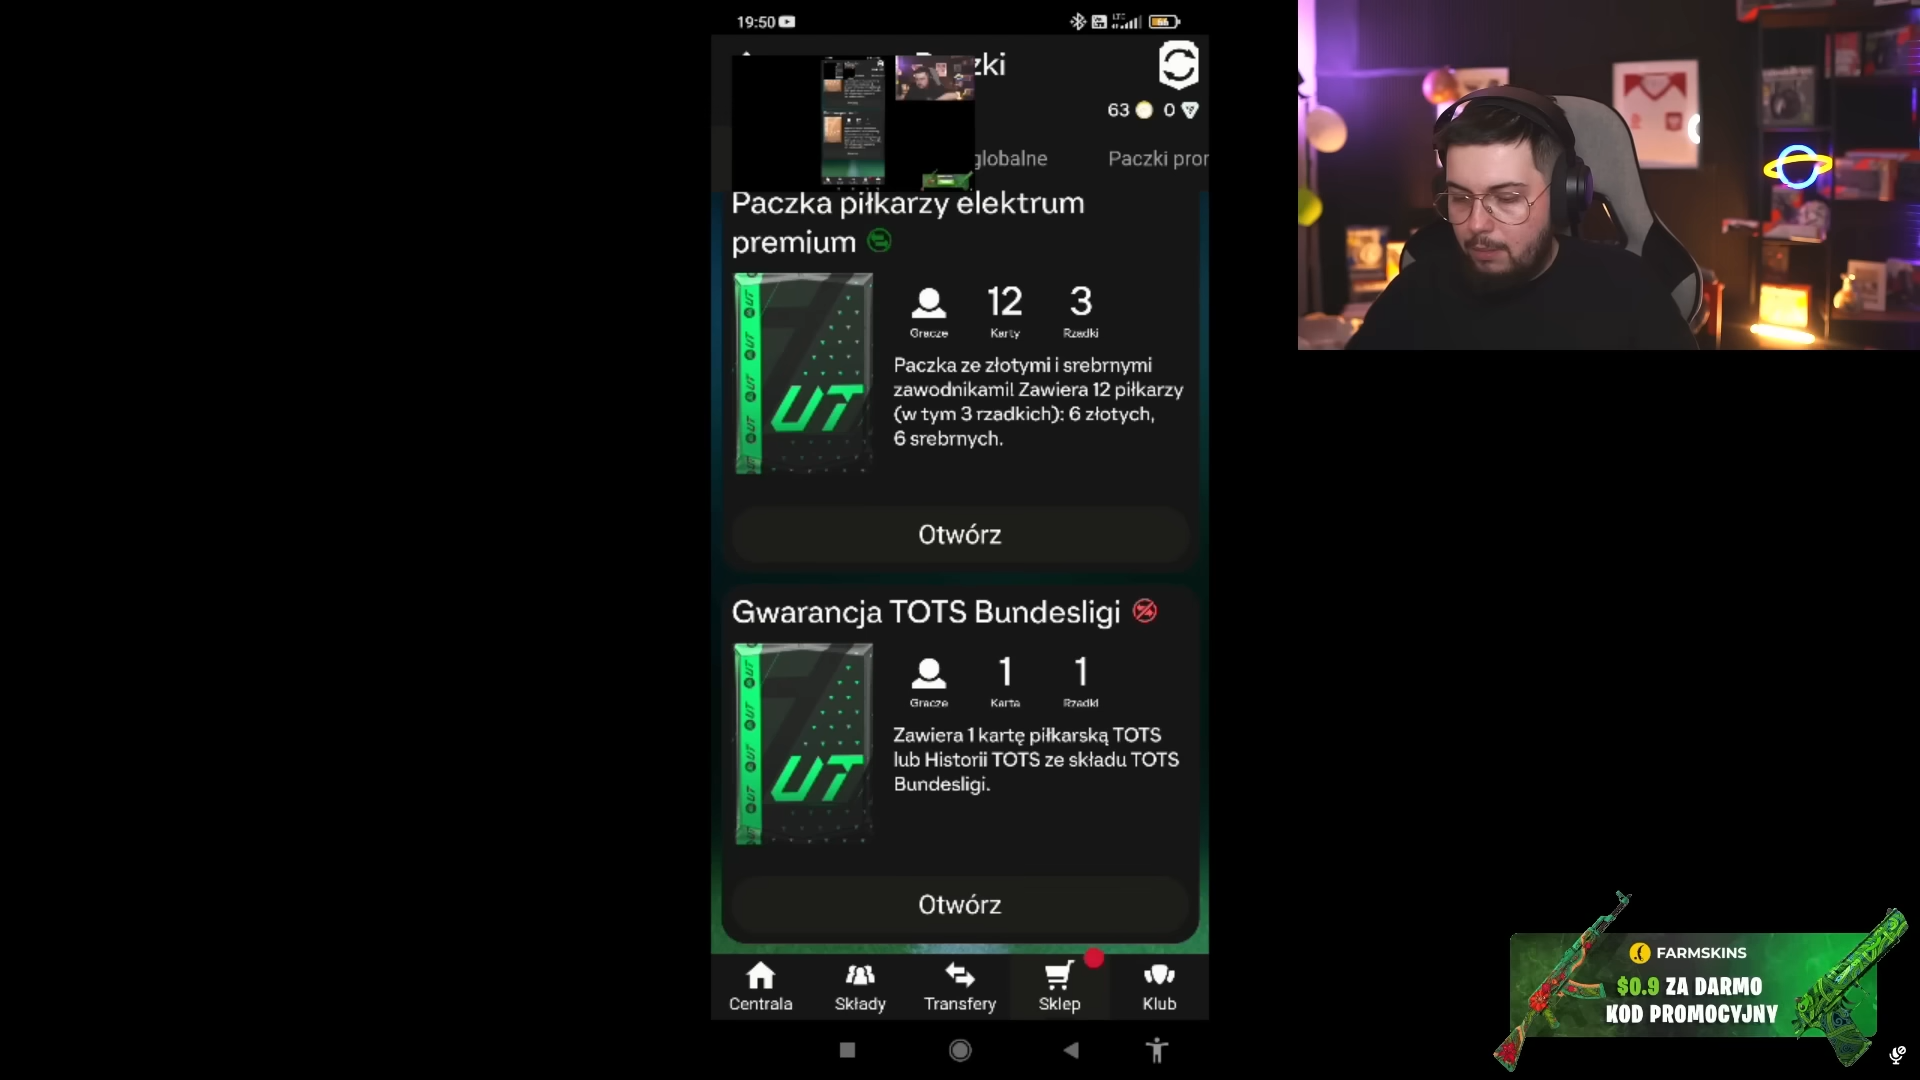 19:50
LTE
63 0
globalne
Paczki pror
Paczka piłkarzy elektrum
premium
UT
12 3
Gracze Karty Rzadki
Paczka ze złotymi i srebrnymi
zawodnikami! Zawiera 12 piłkarzy
(w tym 3 rzadkich): 6 złotych,
6 srebrnych.
Otwórz
Gwarancja TOTS Bundesligi
UT
1 1
Gracze Karta Rzadki
Zawiera 1 kartę piłkarską TOTS
lub Historii TOTS ze składu TOTS
Bundesligi.
Otwórz
Centrala Składy Transfery Sklep Klub
FARMSKINS
$0.9 ZA DARMO
KOD PROMOCYJNY